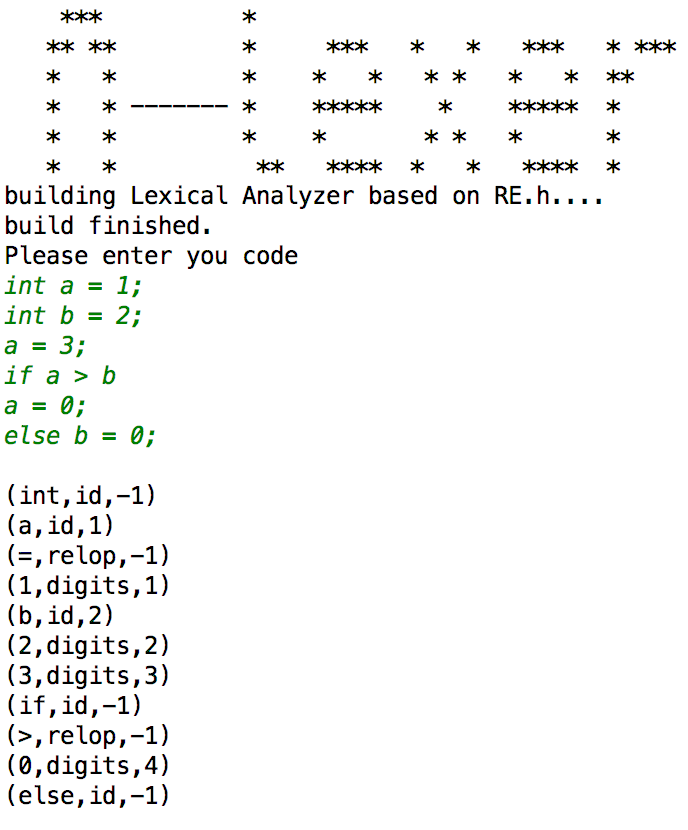 ***          *
   ** **         *     ***   *   *   ***   * ***
   *   *         *    *   *   * *   *   *  **
   *   * ------- *    *****    *    *****  *
   *   *         *    *       * *   *      *
   *   *          **   ****  *   *   ****  *
building Lexical Analyzer based on RE.h....
build finished.
Please enter you code
int a = 1;
int b = 2;
a = 3;
if a > b
a = 0;
else b = 0;

(int,id,-1)
(a,id,1)
(=,relop,-1)
(1,digits,1)
(b,id,2)
(2,digits,2)
(3,digits,3)
(if,id,-1)
(>,relop,-1)
(0,digits,4)
(else,id,-1)